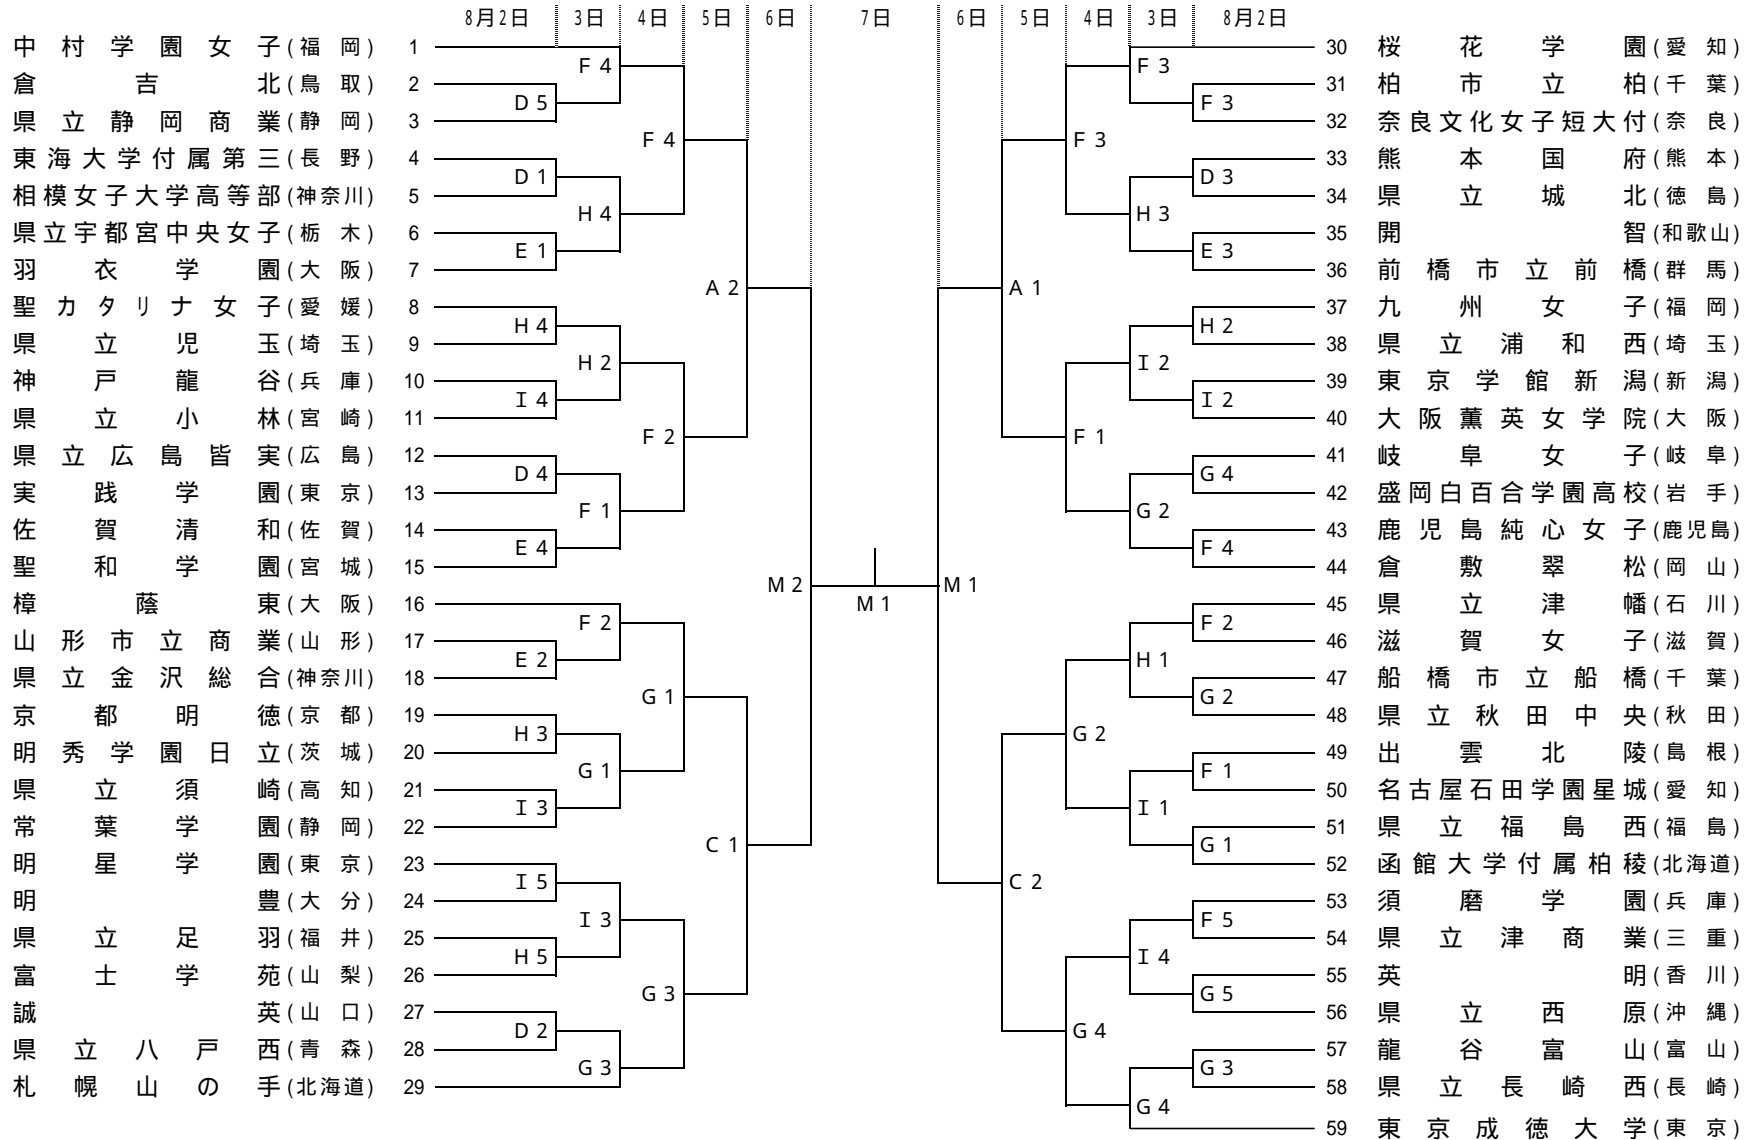 8月2日 3日 4日 5日 6日 7日 6日 5日 4日 3日 8月2日
中村学園女子(福岡) 1 30 桜花学園(愛知)
F4 F3
倉吉北(鳥取) 2 31 柏市立柏(千葉)
D5 F3
県立静岡商業(静岡) 3 32 奈良文化女子短大付(奈良)
F4 F3
東海大学付属第三(長野) 4 33 熊本国府(熊本)
D1 D3
相模女子大学高等部(神奈川) 5 34 県立城北(徳島)
H4 H3
県立宇都宮中央女子(栃木) 6 35 開智(和歌山)
E1 E3
羽衣学園(大阪) 7 36 前橋市立前橋(群馬)
A2 A1
聖カタリナ女子(愛媛) 8 37 九州女子(福岡)
H4 H2
県立児玉(埼玉) 9 38 県立浦和西(埼玉)
H2 I2
神戸龍谷(兵庫) 10 39 東京学館新潟(新潟)
I4 I2
県立小林(宮崎) 11 40 大阪薫英女学院(大阪)
F2 F1
県立広島皆実(広島) 12 41 岐阜女子(岐阜)
D4 G4
実践学園(東京) 13 42 盛岡白百合学園高校(岩手)
F1 G2
佐賀清和(佐賀) 14 43 鹿児島純心女子(鹿児島)
E4 F4
聖和学園(宮城) 15 44 倉敷翠松(岡山)
M2 M1 M1
樟蔭東(大阪) 16 45 県立津幡(石川)
F2 F2
山形市立商業(山形) 17 46 滋賀女子(滋賀)
E2 H1
県立金沢総合(神奈川) 18 47 船橋市立船橋(千葉)
G1 G2
京都明徳(京都) 19 48 県立秋田中央(秋田)
H3 G2
明秀学園日立(茨城) 20 49 出雲北陵(島根)
G1 F1
県立須崎(高知) 21 50 名古屋石田学園星城(愛知)
I3 I1
常葉学園(静岡) 22 51 県立福島西(福島)
C1 G1
明星学園(東京) 23 52 函館大学付属柏稜(北海道)
I5 C2
明豊(大分) 24 53 須磨学園(兵庫)
I3 F5
県立足羽(福井) 25 54 県立津商業(三重)
H5 I4
富士学苑(山梨) 26 55 英明(香川)
G3 G5
誠英(山口) 27 56 県立西原(沖縄)
D2 G4
県立八戸西(青森) 28 57 龍谷富山(富山)
G3 G3
札幌山の手(北海道) 29 58 県立長崎西(長崎)
G4
59 東京成徳大学(東京)